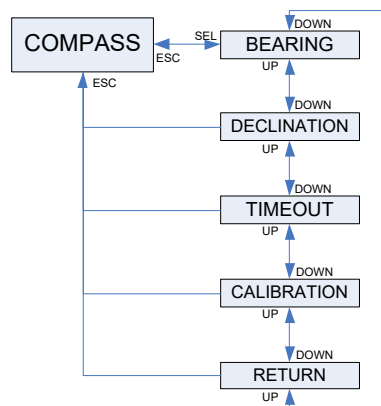 DOWN
COMPASS
SEL
BEARING
ESC
UP
ESC
DOWN
DECLINATION
UP
DOWN
TIMEOUT
UP
DOWN
CALIBRATION
UP
DOWN
RETURN
UP